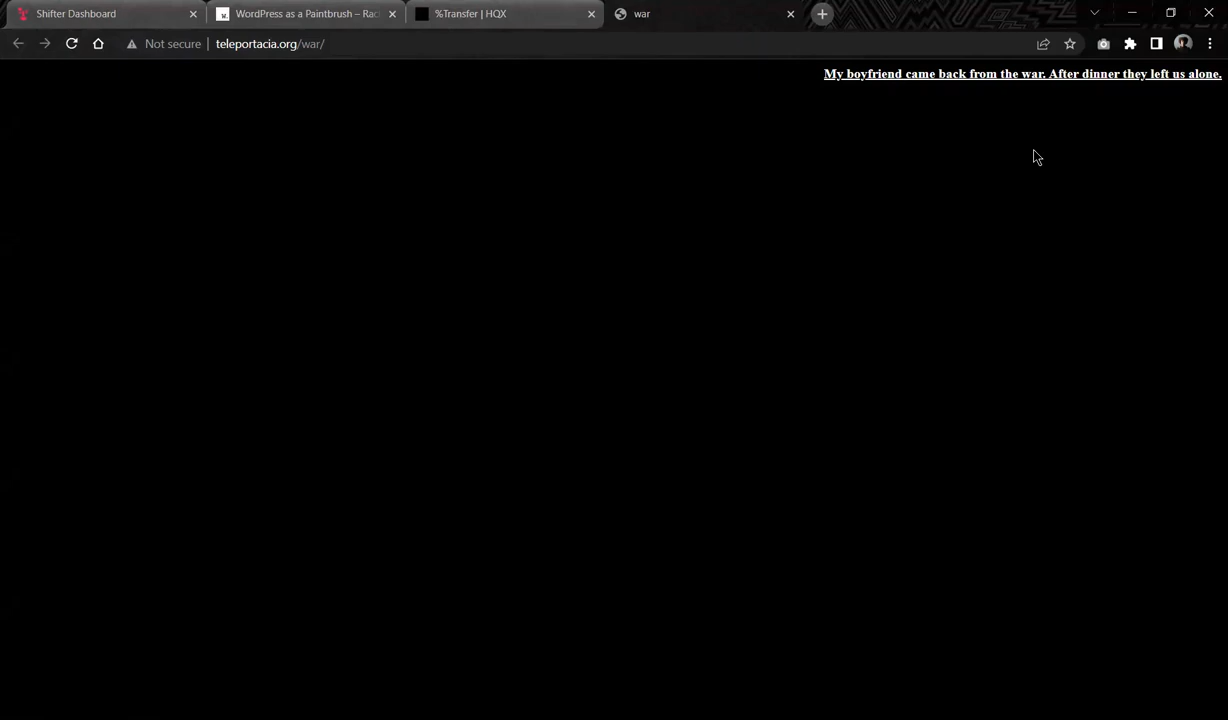 Shifter Dashboard
WordPress as a Paintbrush – Rac
%Transfer | HQX
war
Not secure
teleportacia.org/war/
My boyfriend came back from the war. After dinner they left us alone.